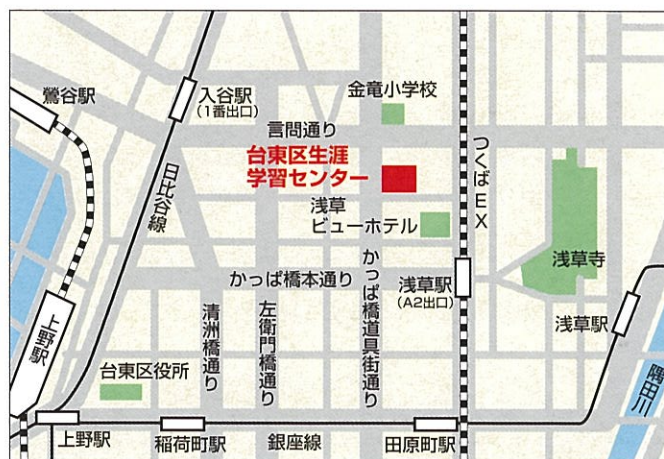 金竜小学校
鶯谷駅
入谷駅
(1番出口)
言問通り
台東区生涯
学習センター
つくばEX
日比谷線
浅草
ビューホテル
浅草寺
かっぱ橋本通り
かっぱ橋道具街通り
浅草駅
(A2出口)
浅草駅
上野駅
清洲橋通り
左衛門橋通り
台東区役所
隅田川
上野駅
稲荷町駅
銀座線
田原町駅